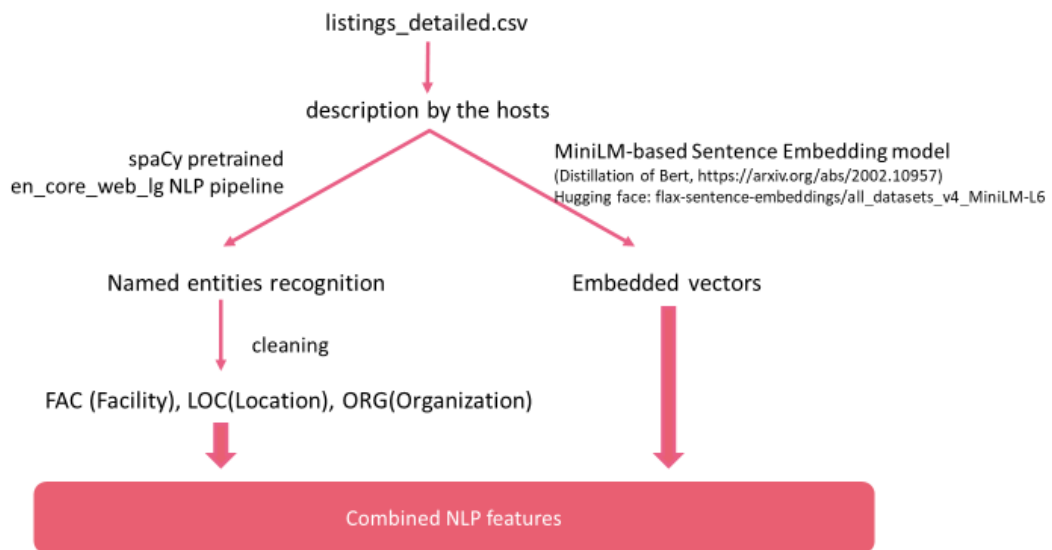 listings_detailed.csv
description by the hosts
spaCy pretrained
en_core_web_lg NLP pipeline
MiniLM-based Sentence Embedding model
(Distillation of Bert, https://arxiv.org/abs/2002.10957)
Hugging face: flax-sentence-embeddings/all_datasets_v4_MiniLM-L6
Named entities recognition
Embedded vectors
cleaning
FAC (Facility), LOC(Location), ORG(Organization)
Combined NLP features